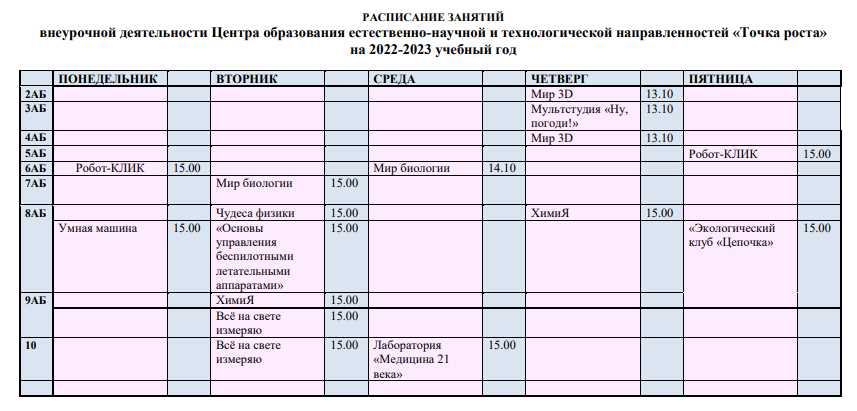 РАСПИСАНИЕ ЗАНЯТИЙ
внеурочной деятельности Центра образования естественно-научной и технологической направленностей «Точка роста»
на 2022-2023 учебный год
ПОНЕДЕЛЬНИК ВТОРНИК СРЕДА ЧЕТВЕРГ ПЯТНИЦА
2АБ Мир 3D 13.10
3АБ Мультстудия «Ну, 13.10
погоди!»
4АБ Мир 3D 13.10
5АБ Робот-КЛИК 15.00
6АБ Робот-КЛИК 15.00 Мир биологии 14.10
7АБ Мир биологии 15.00
8АБ Чудеса физики 15.00 ХимиЯ 15.00
Умная машина 15.00 «Основы 15.00 «Экологический 15.00
управления клуб «Цепочка»
беспилотными
летательными
аппаратами»
9АБ ХимиЯ 15.00
Всё на свете 15.00
измеряю
10 Всё на свете 15.00 Лаборатория 15.00
измеряю «Медицина 21
века»